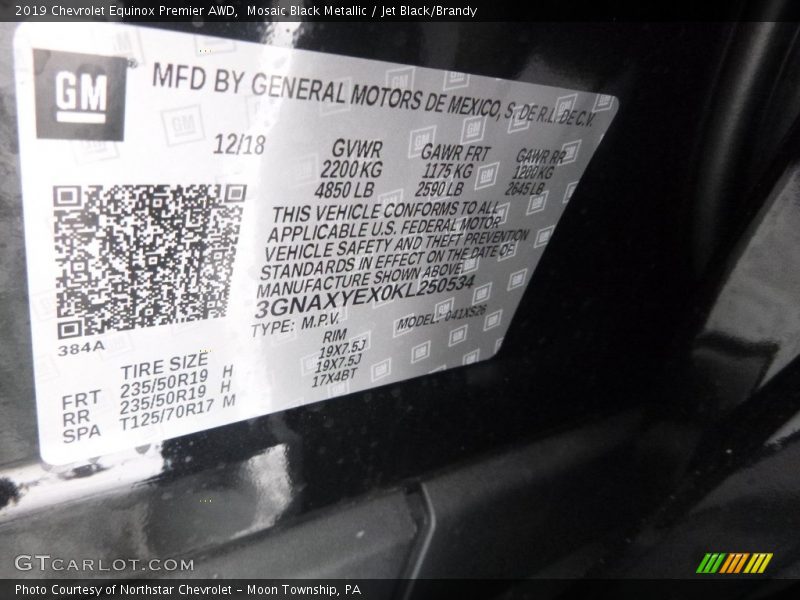 2019 Chevrolet Equinox Premier AWD,  Mosaic Black Metallic / Jet Black/Brandy
GM
MFD BY GENERAL MOTORS DE MEXICO, S. DE R.L. DE C.V.
12/18 GVWR GAWR FRT GAWR RR
2200 KG 1175 KG 1200 KG
4850 LB 2590 LB 2645 LB
THIS VEHICLE CONFORMS TO ALL
APPLICABLE U.S. FEDERAL MOTOR
VEHICLE SAFETY AND THEFT PREVENTION
STANDARDS IN EFFECT ON THE DATE OF
MANUFACTURE SHOWN ABOVE.
3GNAXYEX0KL250534
TYPE: M.P.V. MODEL: 041XS26
384A
TIRE SIZE RIM
FRT 235/50R19 H 19X7.5J
RR 235/50R19 H 19X7.5J
SPA T125/70R17 M 17X4BT
GTCARLOT.COM
Photo Courtesy of Northstar Chevrolet - Moon Township, PA